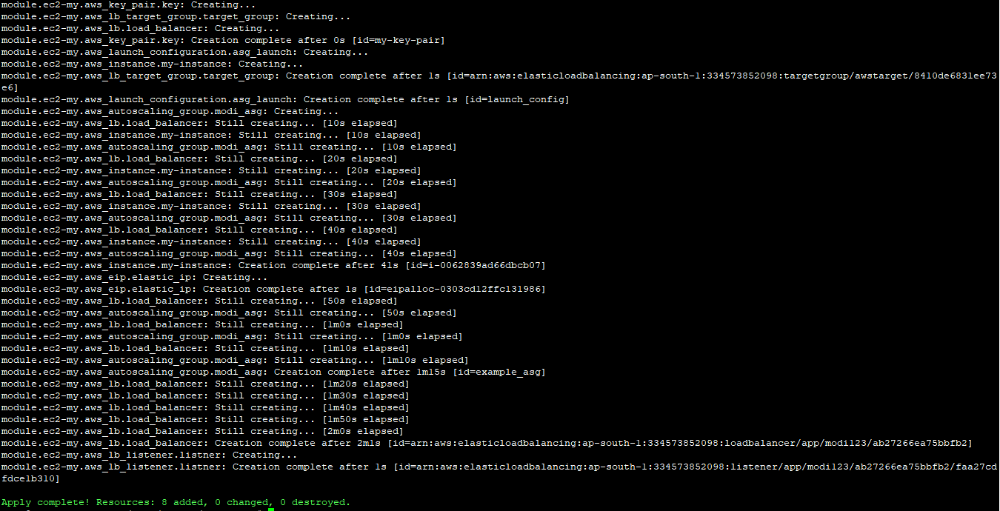 module.ec2-my.aws_key_pair.key: Creating...
module.ec2-my.aws_lb_target_group.target_group: Creating...
module.ec2-my.aws_lb.load_balancer: Creating...
module.ec2-my.aws_key_pair.key: Creation complete after 0s [id=my-key-pair]
module.ec2-my.aws_launch_configuration.asg_launch: Creating...
module.ec2-my.aws_instance.my-instance: Creating...
module.ec2-my.aws_lb_target_group.target_group: Creation complete after 1s [id=arn:aws:elasticloadbalancing:ap-south-1:334573852098:targetgroup/awstarget/8410de6831ee73
e6]
module.ec2-my.aws_launch_configuration.asg_launch: Creation complete after 1s [id=launch_config]
module.ec2-my.aws_autoscaling_group.modi_asg: Creating...
module.ec2-my.aws_lb.load_balancer: Still creating... [10s elapsed]
module.ec2-my.aws_instance.my-instance: Still creating... [10s elapsed]
module.ec2-my.aws_autoscaling_group.modi_asg: Still creating... [10s elapsed]
module.ec2-my.aws_lb.load_balancer: Still creating... [20s elapsed]
module.ec2-my.aws_instance.my-instance: Still creating... [20s elapsed]
module.ec2-my.aws_autoscaling_group.modi_asg: Still creating... [20s elapsed]
module.ec2-my.aws_lb.load_balancer: Still creating... [30s elapsed]
module.ec2-my.aws_instance.my-instance: Still creating... [30s elapsed]
module.ec2-my.aws_autoscaling_group.modi_asg: Still creating... [30s elapsed]
module.ec2-my.aws_lb.load_balancer: Still creating... [40s elapsed]
module.ec2-my.aws_instance.my-instance: Still creating... [40s elapsed]
module.ec2-my.aws_autoscaling_group.modi_asg: Still creating... [40s elapsed]
module.ec2-my.aws_instance.my-instance: Creation complete after 41s [id=i-0062839ad66dbcb07]
module.ec2-my.aws_eip.elastic_ip: Creating...
module.ec2-my.aws_eip.elastic_ip: Creation complete after 1s [id=eipalloc-0303cd12ffc131986]
module.ec2-my.aws_lb.load_balancer: Still creating... [50s elapsed]
module.ec2-my.aws_autoscaling_group.modi_asg: Still creating... [50s elapsed]
module.ec2-my.aws_lb.load_balancer: Still creating... [1m0s elapsed]
module.ec2-my.aws_autoscaling_group.modi_asg: Still creating... [1m0s elapsed]
module.ec2-my.aws_lb.load_balancer: Still creating... [1m10s elapsed]
module.ec2-my.aws_autoscaling_group.modi_asg: Still creating... [1m10s elapsed]
module.ec2-my.aws_autoscaling_group.modi_asg: Creation complete after 1m15s [id=example_asg]
module.ec2-my.aws_lb.load_balancer: Still creating... [1m20s elapsed]
module.ec2-my.aws_lb.load_balancer: Still creating... [1m30s elapsed]
module.ec2-my.aws_lb.load_balancer: Still creating... [1m40s elapsed]
module.ec2-my.aws_lb.load_balancer: Still creating... [1m50s elapsed]
module.ec2-my.aws_lb.load_balancer: Still creating... [2m0s elapsed]
module.ec2-my.aws_lb.load_balancer: Creation complete after 2m1s [id=arn:aws:elasticloadbalancing:ap-south-1:334573852098:loadbalancer/app/modi123/ab27266ea75bbfb2]
module.ec2-my.aws_lb_listener.listner: Creating...
module.ec2-my.aws_lb_listener.listner: Creation complete after 1s [id=arn:aws:elasticloadbalancing:ap-south-1:334573852098:listener/app/modi123/ab27266ea75bbfb2/faa27cd
fdce1b310]
Apply complete! Resources: 8 added, 0 changed, 0 destroyed.